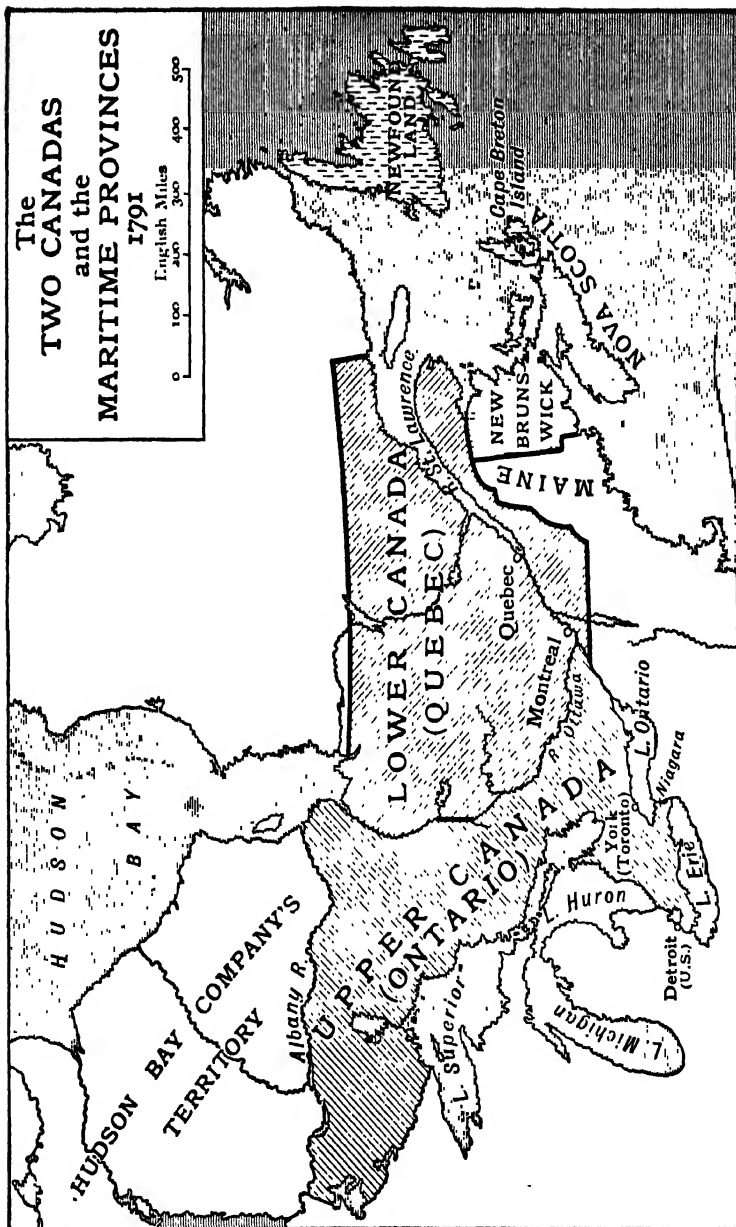 The
TWO CANADAS
and the
MARITIME PROVINCES
1791
English Miles
0 100 200 300 400 500
HUDSON
BAY
HUDSON BAY COMPANY'S
TERRITORY
Albany R.
UPPER CANADA
(ONTARIO)
LOWER CANADA
(QUEBEC)
R. St. Lawrence
NEWFOUND
LAND
Cape Breton
Island
NOVA SCOTIA
NEW
BRUNS
WICK
MAINE
Quebec
Montreal
R. Ottawa
L. Superior
L. Michigan
L. Huron
York
(Toronto)
L. Ontario
Niagara
L. Erie
Detroit
(U.S.)